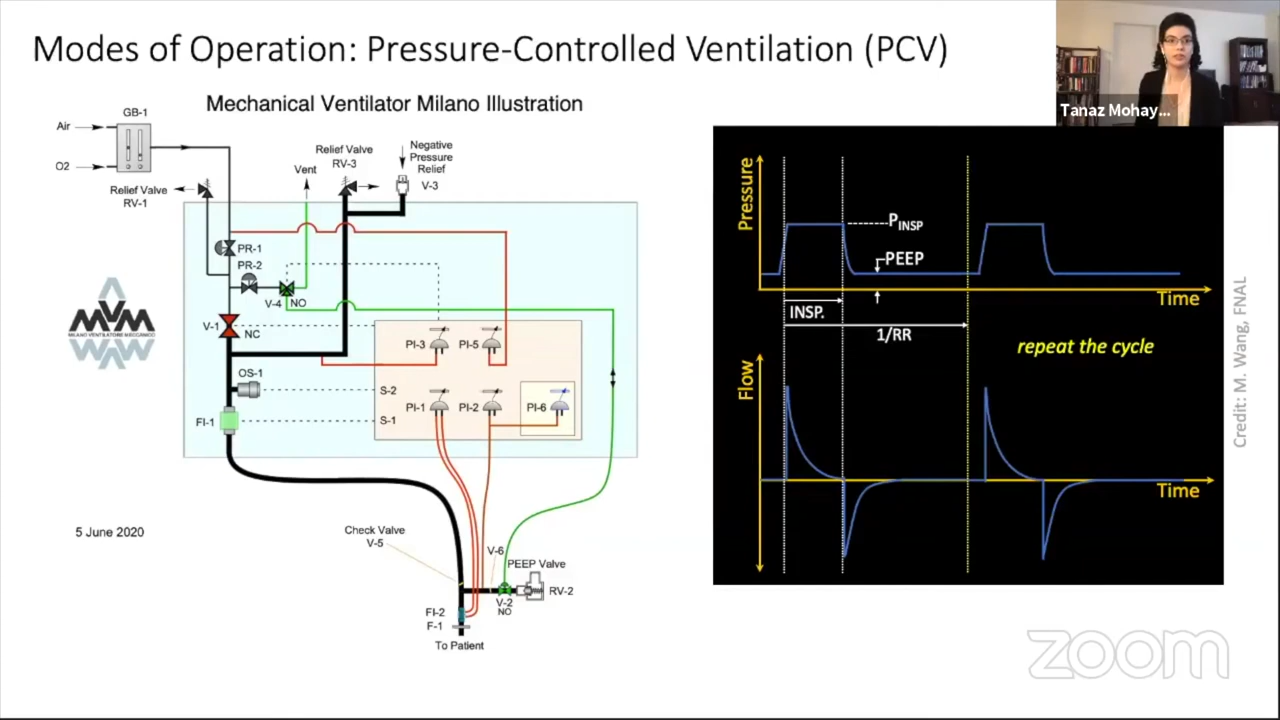 Modes of Operation: Pressure-Controlled Ventilation (PCV)
Tanaz Mohay...
Mechanical Ventilator Milano Illustration
GB-1
Air
O2
Relief Valve
RV-1
Vent
Relief Valve
RV-3
Negative
Pressure
Relief
V-3
PR-1
PR-2
V-4
NO
V-1
NC
OS-1
FI-1
PI-3
PI-5
S-2
PI-1
PI-2
PI-6
S-1
MVM
MILANO VENTILATORE MECCANICO
5 June 2020
Check Valve
V-5
V-6
PEEP Valve
RV-2
V-2
NO
FI-2
F-1
To Patient
Pressure
PINSP
PEEP
Time
INSP.
1/RR
repeat the cycle
Flow
Time
Credit: M. Wang, FNAL
zoom